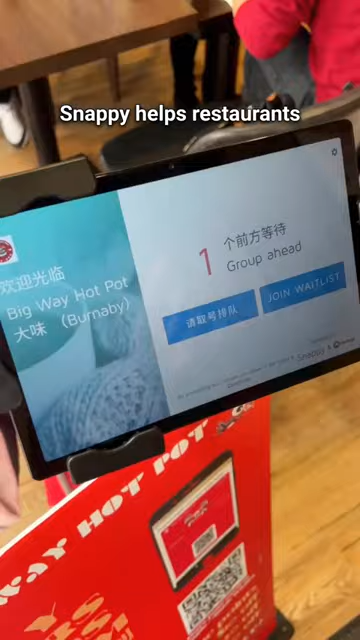 Snappy helps restaurants
欢迎光临
Big Way Hot Pot
大味 （Burnaby）
1
个前方等待
Group ahead
请取号排队
JOIN WAITLIST
Snappy
WAY HOT POT